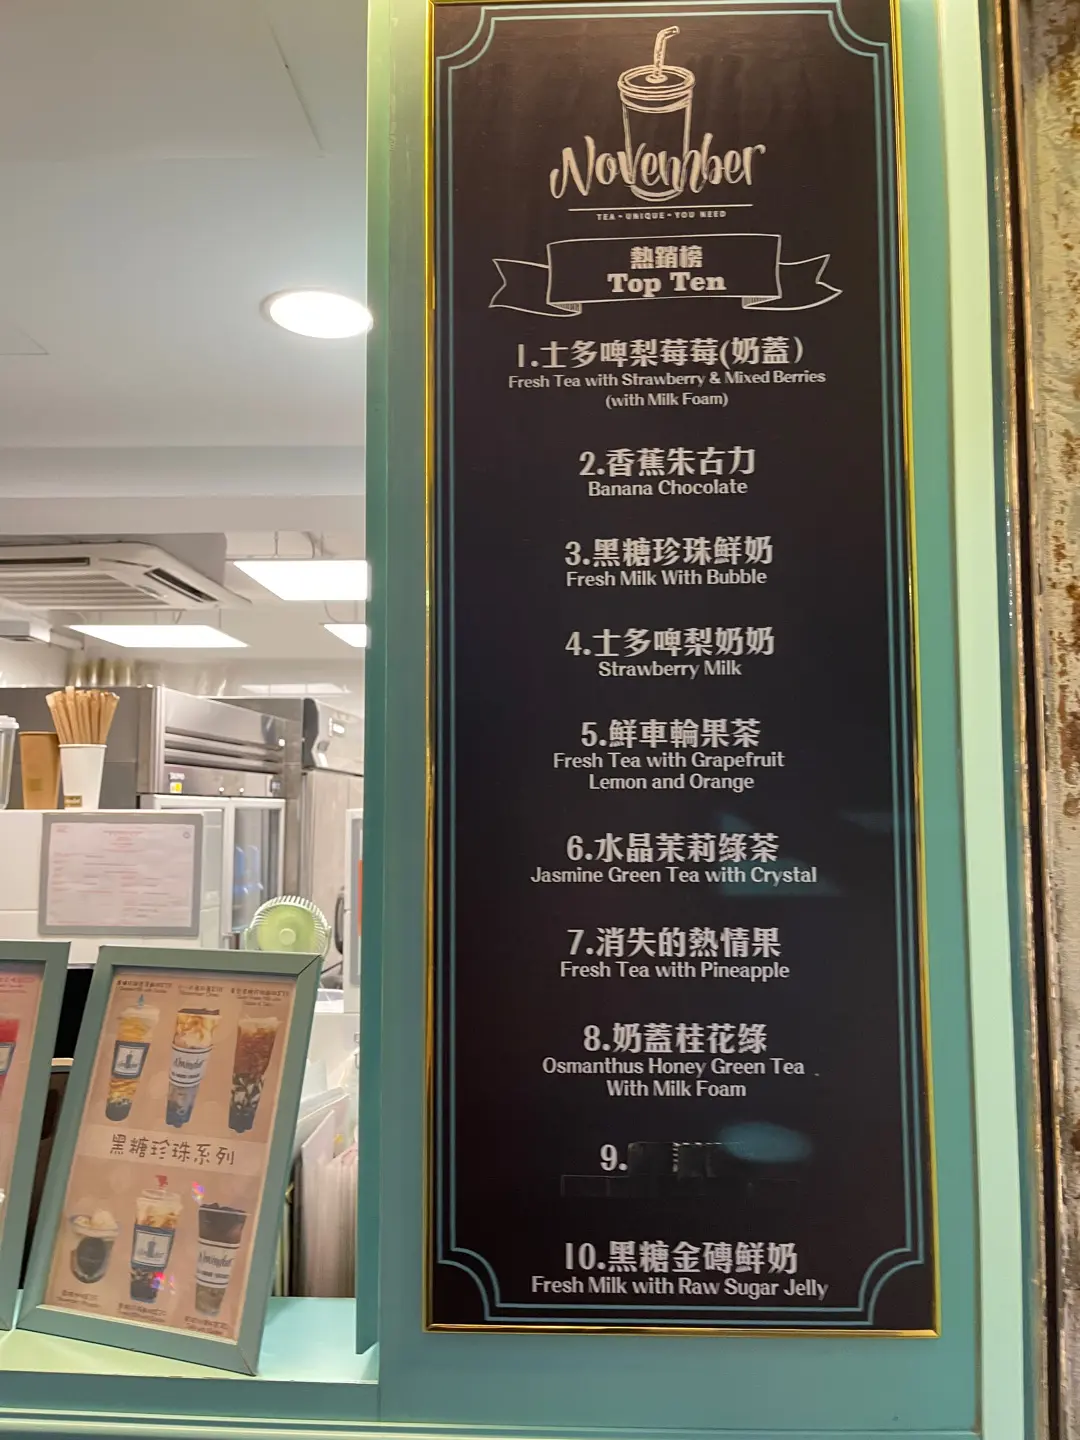 November
TEA • UNIQUE • YOU NEED
熱銷榜
Top Ten
1.士多啤梨莓莓(奶蓋)
Fresh Tea with Strawberry & Mixed Berries
(with Milk Foam)
2.香蕉朱古力
Banana Chocolate
3.黑糖珍珠鮮奶
Fresh Milk With Bubble
4.士多啤梨奶奶
Strawberry Milk
5.鮮車輪果茶
Fresh Tea with Grapefruit
Lemon and Orange
6.水晶茉莉綠茶
Jasmine Green Tea with Crystal
7.消失的熱情果
Fresh Tea with Pineapple
8.奶蓋桂花綠
Osmanthus Honey Green Tea
With Milk Foam
9.
10.黑糖金磚鮮奶
Fresh Milk with Raw Sugar Jelly
黑糖珍珠系列
November
November